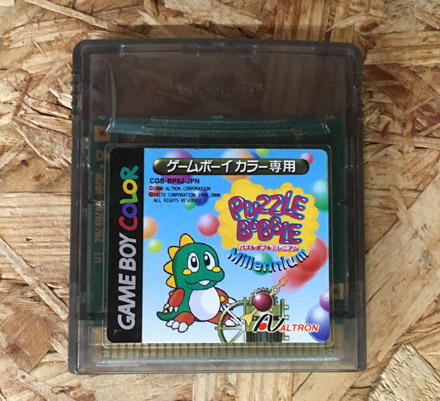 ゲームボーイ カラー専用
CGB-BPBJ-JPN
©2000 ALTRON CORPORATION
©TAITO CORPORATION 1994,2000
ALL RIGHTS RESERVED
PUZZLE
BOBBLE
パズルボブルミレニアム
Millennium
GAME BOY COLOR
ALTRON